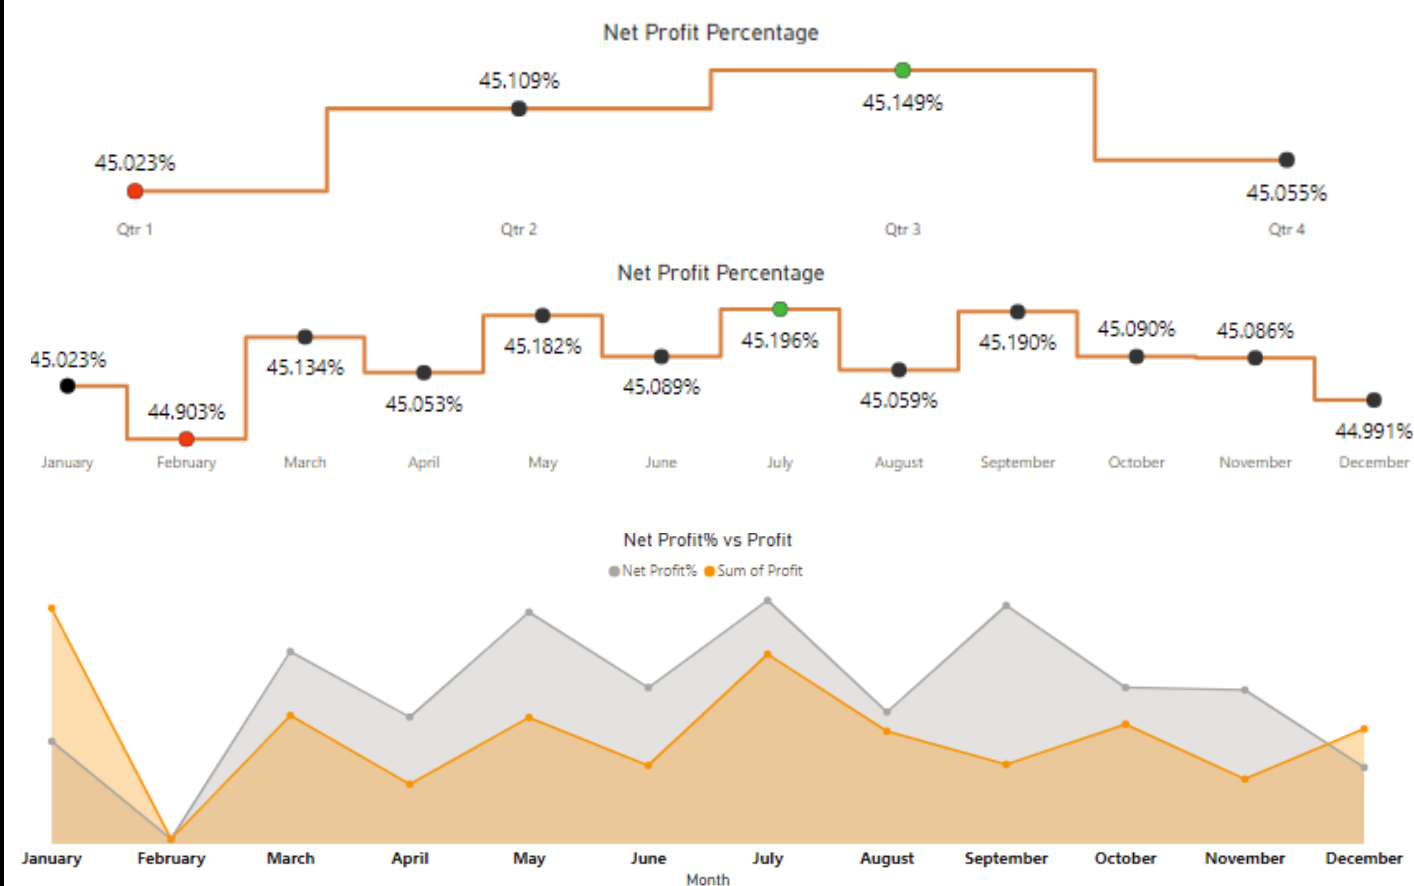 Net Profit Percentage
45.023% 45.109% 45.149% 45.055%
Qtr 1 Qtr 2 Qtr 3 Qtr 4
Net Profit Percentage
45.023% 44.903% 45.134% 45.053% 45.182% 45.089% 45.196% 45.059% 45.190% 45.090% 45.086% 44.991%
January February March April May June July August September October November December
Net Profit% vs Profit
Net Profit% Sum of Profit
January February March April May June July August September October November December
Month